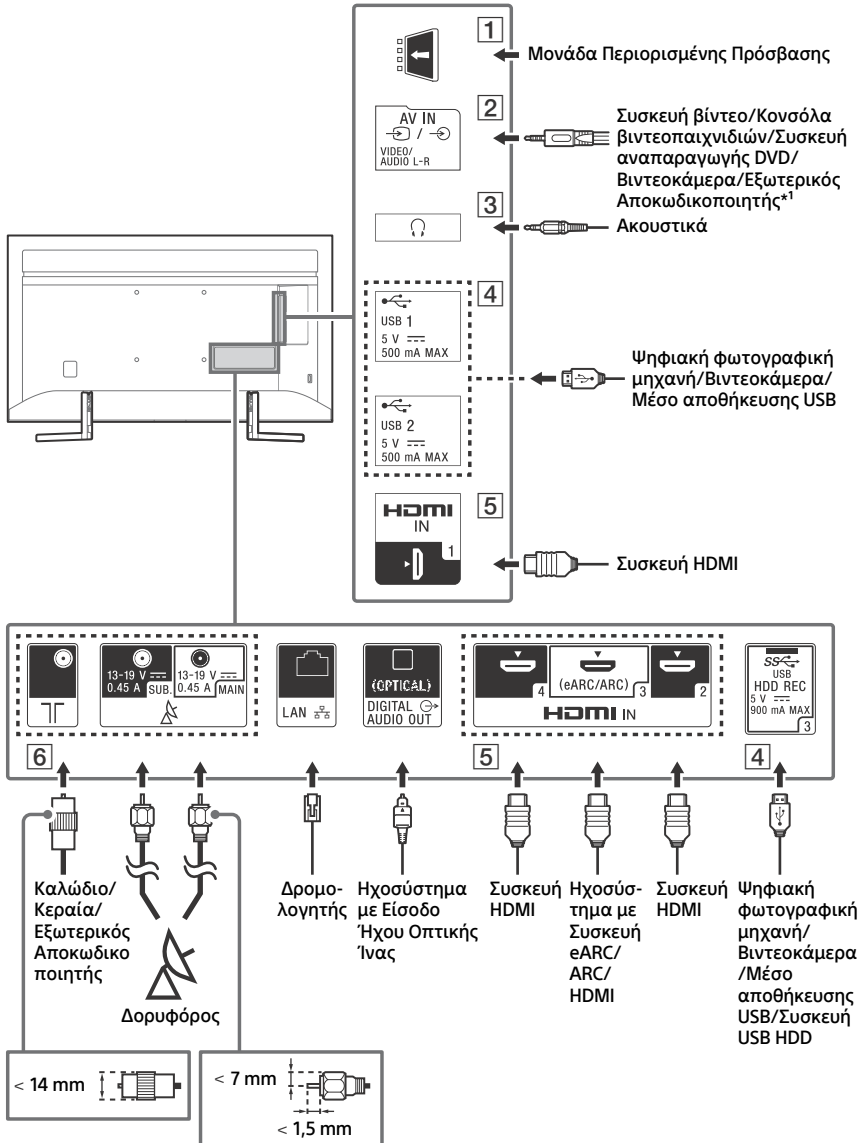 1
Μονάδα Περιορισμένης Πρόσβασης
2
AV IN
/
VIDEO/
AUDIO L-R
Συσκευή βίντεο/Κονσόλα
βιντεοπαιχνιδιών/Συσκευή
αναπαραγωγής DVD/
Βιντεοκάμερα/Εξωτερικός
Αποκωδικοποιητής*1
3
Ακουστικά
4
USB 1
5 V
500 mA MAX
USB 2
5 V
500 mA MAX
Ψηφιακή φωτογραφική
μηχανή/Βιντεοκάμερα/
Μέσο αποθήκευσης USB
5
HDMI
IN
1
Συσκευή HDMI
13-19 V
0.45 A SUB.
13-19 V
0.45 A MAIN
LAN
(OPTICAL)
DIGITAL
AUDIO OUT
4
(eARC/ARC) 3
2
HDMI IN
SS
USB
HDD REC
5 V
900 mA MAX
3
6
5
4
Καλώδιο/
Κεραία/
Εξωτερικός
Αποκωδικο
ποιητής
Δορυφόρος
Δρομο-
λογητής
Ηχοσύστημα
με Είσοδο
Ήχου Οπτικής
Ίνας
Συσκευή
HDMI
Ηχοσύσ-
τημα με
Συσκευή
eARC/
ARC/
HDMI
Συσκευή
HDMI
Ψηφιακή
φωτογραφική
μηχανή/
Βιντεοκάμερα
/Μέσο
αποθήκευσης
USB/Συσκευή
USB HDD
< 14 mm
< 7 mm
< 1,5 mm